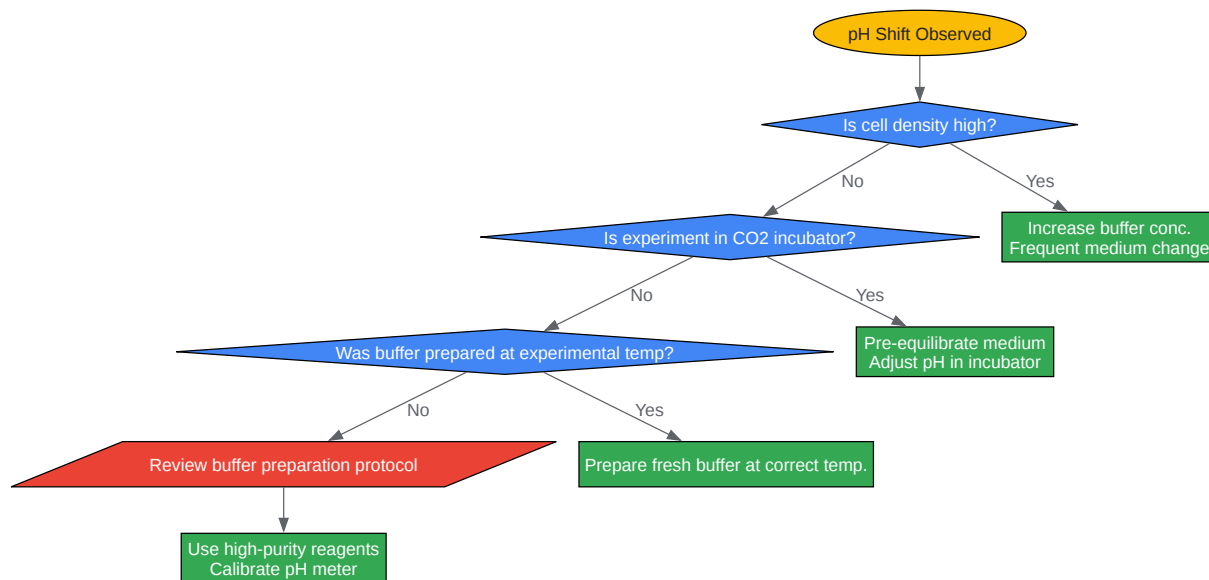 pH Shift Observed
Is cell density high?
No
Yes
Is experiment in CO2 incubator?
Increase buffer conc.
Frequent medium change
No
Yes
Was buffer prepared at experimental temp?
Pre-equilibrate medium
Adjust pH in incubator
No
Yes
Review buffer preparation protocol
Prepare fresh buffer at correct temp.
Use high-purity reagents
Calibrate pH meter